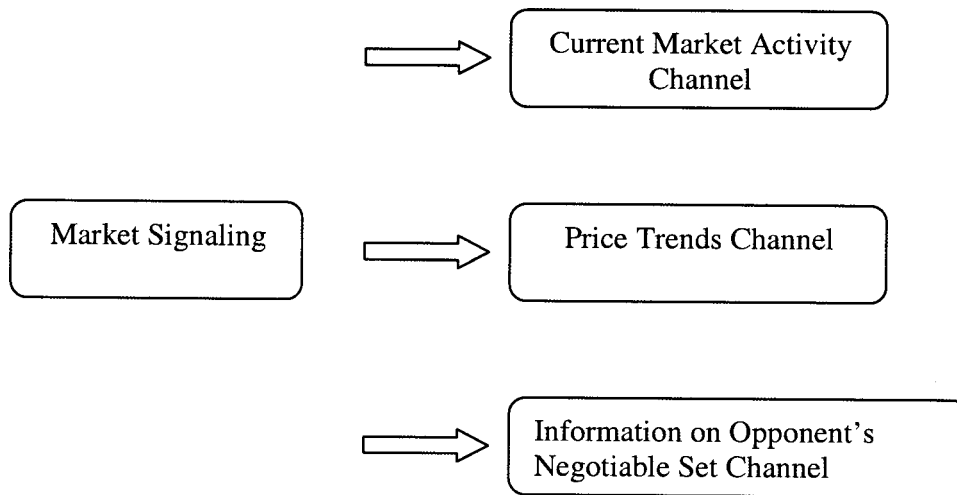 Current Market Activity
Channel
Market Signaling
Price Trends Channel
Information on Opponent's
Negotiable Set Channel